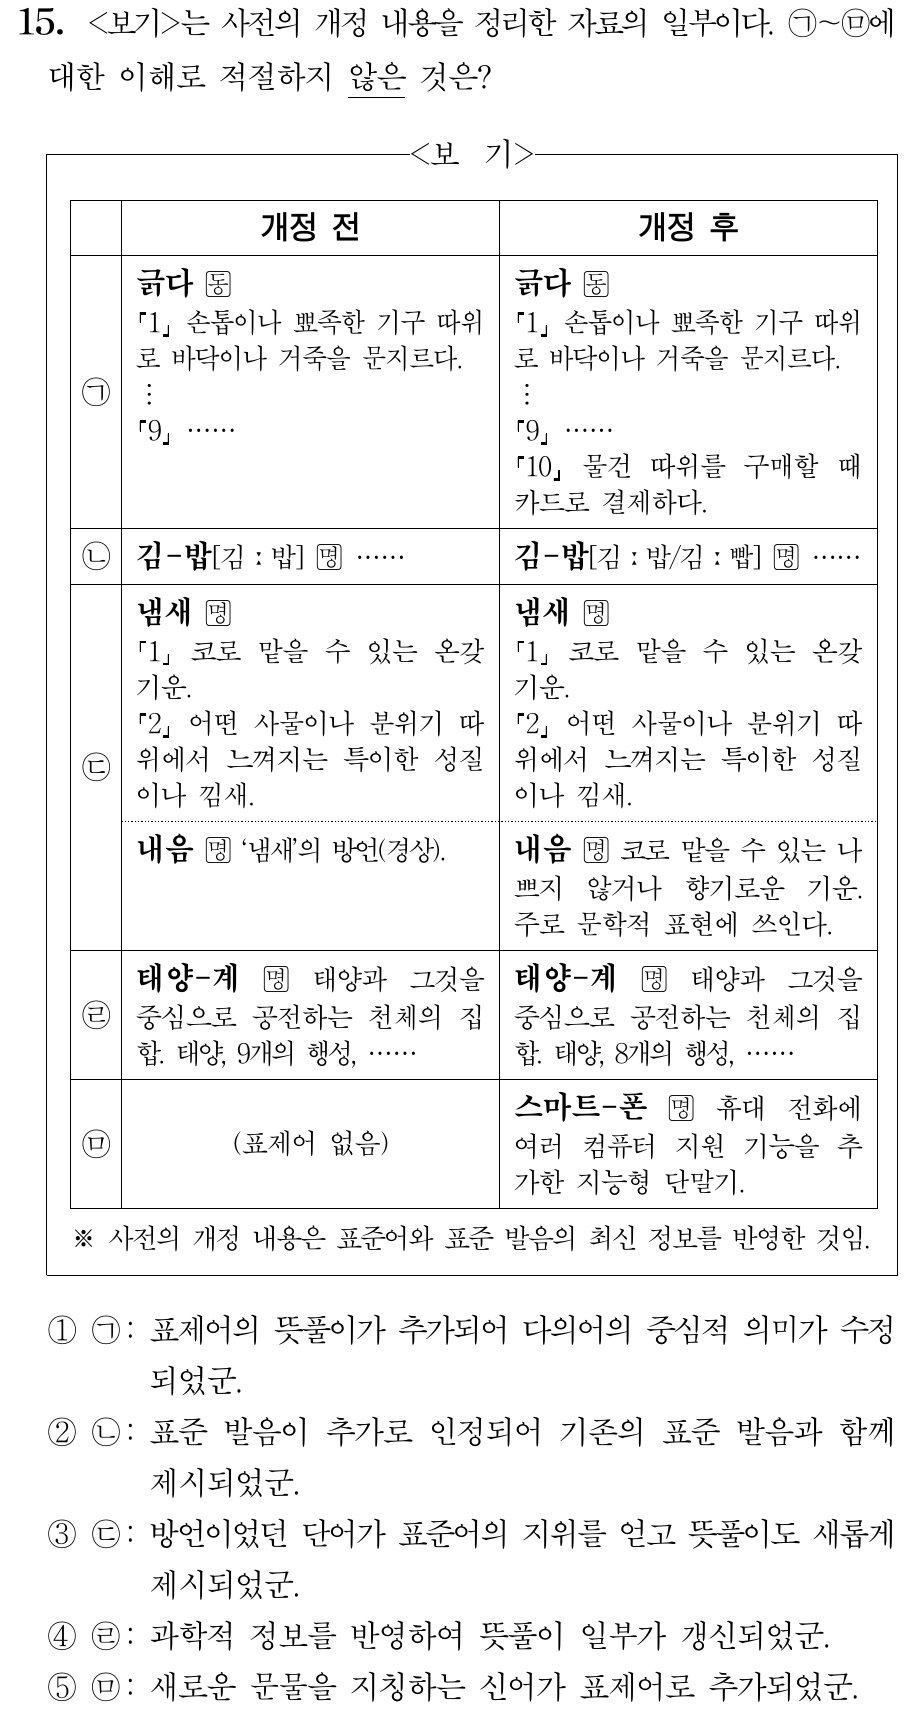 15. <보기>는 사전의 개정 내용을 정리한 자료의 일부이다. ㉠~㉤에
대한 이해로 적절하지 않은 것은?
<보 기>
개정 전
개정 후
㉠
긁다 [동]
「1」 손톱이나 뾰족한 기구 따위
로 바닥이나 거죽을 문지르다.
⋮
「9」 ……
긁다 [동]
「1」 손톱이나 뾰족한 기구 따위
로 바닥이나 거죽을 문지르다.
⋮
「9」 ……
「10」 물건 따위를 구매할 때
카드로 결제하다.
㉡
김-밥[김ː밥] [명] ……
김-밥[김ː밥/김ː빱] [명] ……
㉢
냄새 [명]
「1」 코로 맡을 수 있는 온갖
기운.
「2」 어떤 사물이나 분위기 따
위에서 느껴지는 특이한 성질
이나 낌새.
냄새 [명]
「1」 코로 맡을 수 있는 온갖
기운.
「2」 어떤 사물이나 분위기 따
위에서 느껴지는 특이한 성질
이나 낌새.
내음 [명] ‘냄새’의 방언(경상).
내음 [명] 코로 맡을 수 있는 나
쁘지 않거나 향기로운 기운.
주로 문학적 표현에 쓰인다.
㉣
태양-계 [명] 태양과 그것을
중심으로 공전하는 천체의 집
합. 태양, 9개의 행성, ……
태양-계 [명] 태양과 그것을
중심으로 공전하는 천체의 집
합. 태양, 8개의 행성, ……
㉤
(표제어 없음)
스마트-폰 [명] 휴대 전화에
여러 컴퓨터 지원 기능을 추
가한 지능형 단말기.
※ 사전의 개정 내용은 표준어와 표준 발음의 최신 정보를 반영한 것임.
① ㉠: 표제어의 뜻풀이가 추가되어 다의어의 중심적 의미가 수정
되었군.
② ㉡: 표준 발음이 추가로 인정되어 기존의 표준 발음과 함께
제시되었군.
③ ㉢: 방언이었던 단어가 표준어의 지위를 얻고 뜻풀이도 새롭게
제시되었군.
④ ㉣: 과학적 정보를 반영하여 뜻풀이 일부가 갱신되었군.
⑤ ㉤: 새로운 문물을 지칭하는 신어가 표제어로 추가되었군.